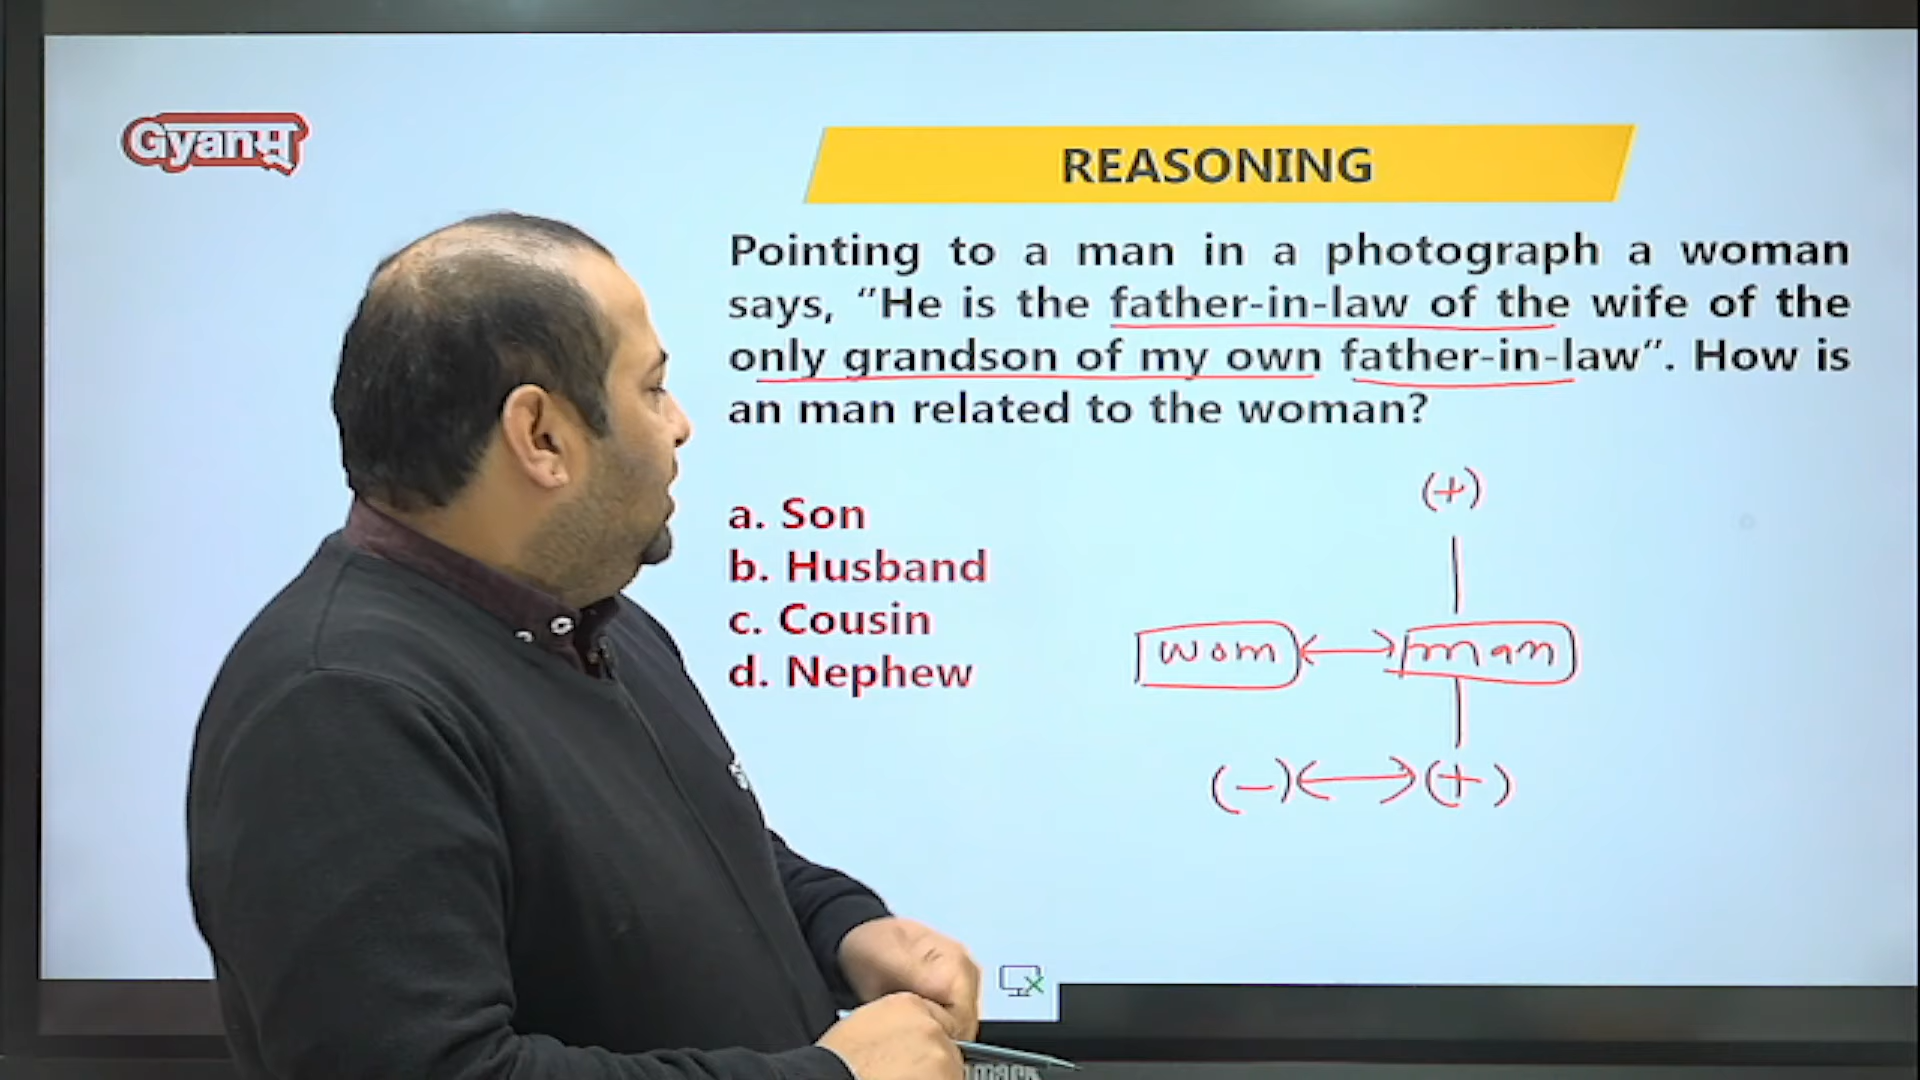 Gyanम्
REASONING
Pointing to a man in a photograph a woman
says, “He is the father-in-law of the wife of the
only grandson of my own father-in-law”. How is
an man related to the woman?
a. Son
b. Husband
c. Cousin
d. Nephew
(+)
Wom ↔ man
(-) ↔ (+)